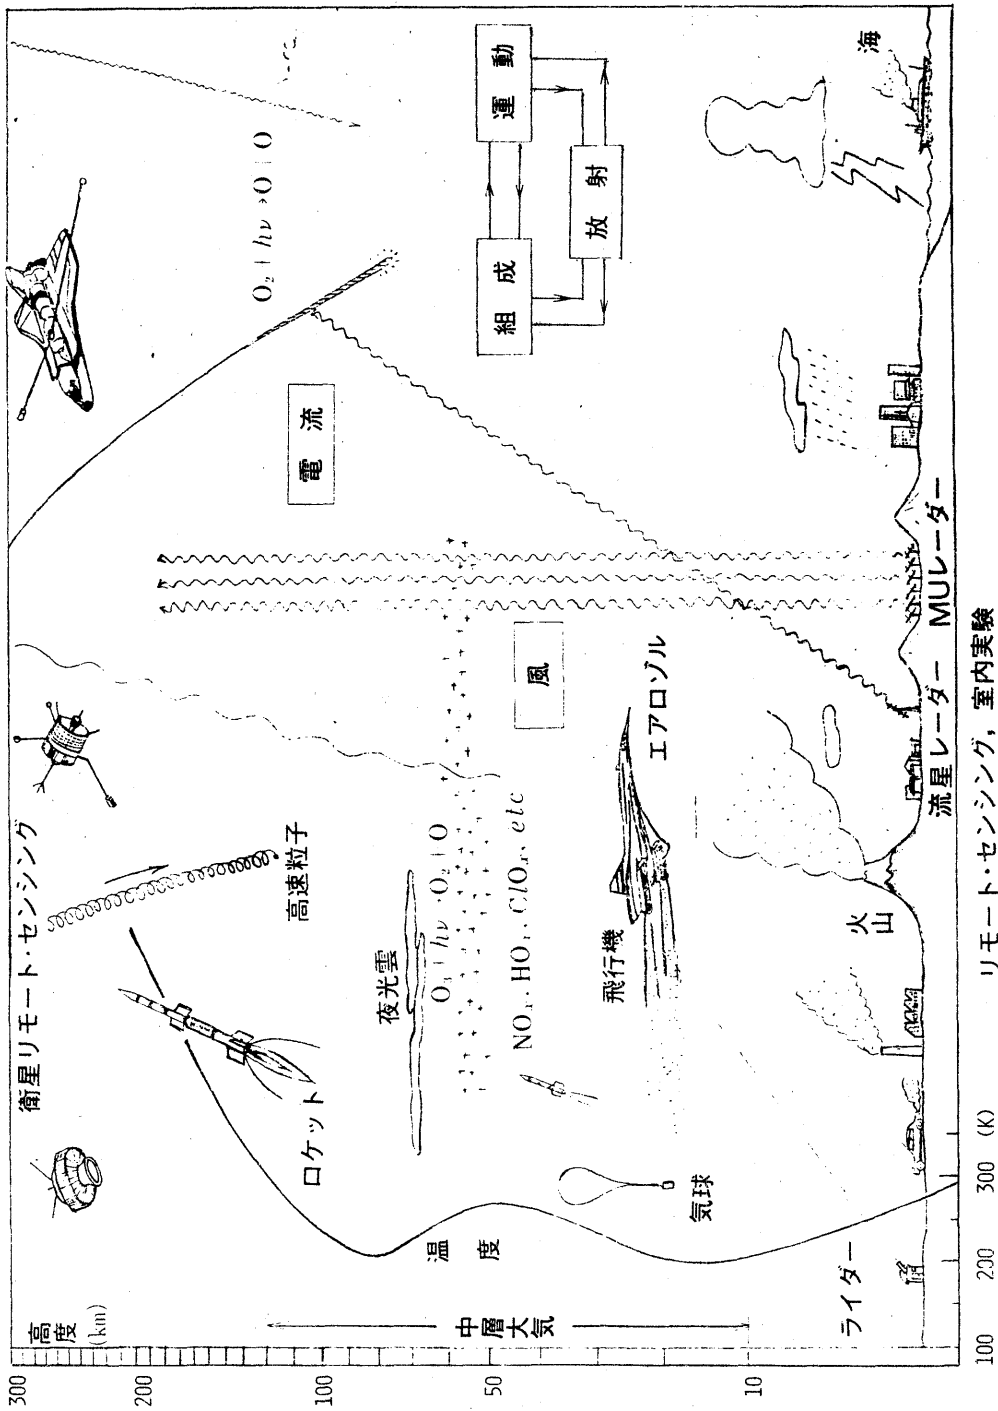 高度
(km)
300
200
100
50
10
衛星リモート・センシング
ロケット
高速粒子
電流
O₂ + hν → O + O
夜光雲
O₃ + hν → O₂ + O
NOₓ, HOₓ, ClOₓ, etc
風
温度
中層大気
組成
運動
放射
飛行機
エアロゾル
気球
ライダー
火山
流星レーダー
MUレーダー
海
100
200
300
(K)
リモート・センシング, 室内実験